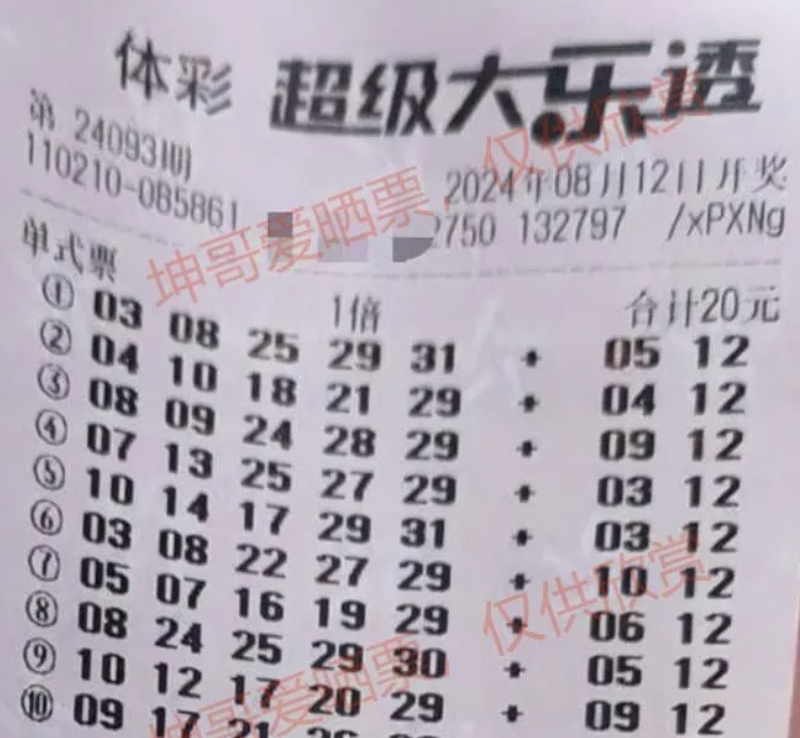 体彩 超级大乐透
第 24093期 2024年08月12日开奖
110210-085861 2750 132797 /xPXNg
单式票 1倍 合计20元
① 03 08 25 29 31 + 05 12
② 04 10 18 21 29 + 04 12
③ 08 09 24 28 29 + 09 12
④ 07 13 25 27 29 + 03 12
⑤ 10 14 17 29 31 + 03 12
⑥ 03 08 22 27 29 + 10 12
⑦ 05 07 16 19 29 + 06 12
⑧ 08 24 25 29 30 + 05 12
⑨ 10 12 17 20 29 + 09 12
⑩ 09 17 21
坤哥爱晒票，仅供欣赏
坤哥爱晒票，仅供欣赏